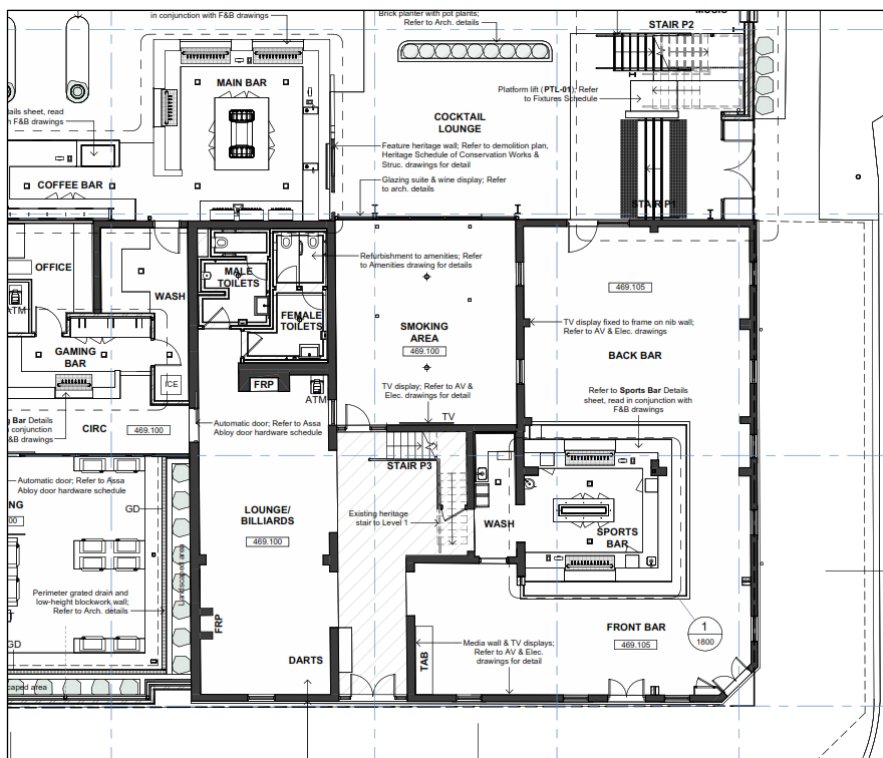 in conjunction with F&B drawings
Brick planter with pot plants;
Refer to Arch. details
STAIR P2
MAIN BAR
Platform lift (PTL-01); Refer
to Fixtures Schedule
COCKTAIL
LOUNGE
sheet, read
F&B drawings
Feature heritage wall; Refer to demolition plan,
Heritage Schedule of Conservation Works &
Struc. drawings for detail
Glazing suite & wine display; Refer
to arch. details
COFFEE BAR
STAIR P1
OFFICE
WASH
ATM
MALE
TOILETS
FEMALE
TOILETS
Refurbishment to amenities; Refer
to Amenities drawing for details
469.105
SMOKING
AREA
469.100
TV display fixed to frame on nib wall;
Refer to AV & Elec. drawings
BACK BAR
GAMING
BAR
ICE
FRP
ATM
TV display; Refer to AV &
Elec. drawings for detail
TV
Refer to Sports Bar Details
sheet, read in conjunction with
F&B drawings
Bar Details
in conjunction
F&B drawings
CIRC
469.100
Automatic door; Refer to Assa
Abloy door hardware schedule
STAIR P3
Automatic door; Refer to Assa
Abloy door hardware schedule
GD
LOUNGE/
BILLIARDS
469.100
Existing heritage
stair to Level 1
WASH
SPORTS
BAR
Landscaped area
Perimeter grated drain and
low-height blockwork wall;
Refer to Arch. details
GD
FRP
DARTS
TAB
Media wall & TV displays;
Refer to AV & Elec.
drawings for detail
FRONT BAR
469.105
1
1800
area